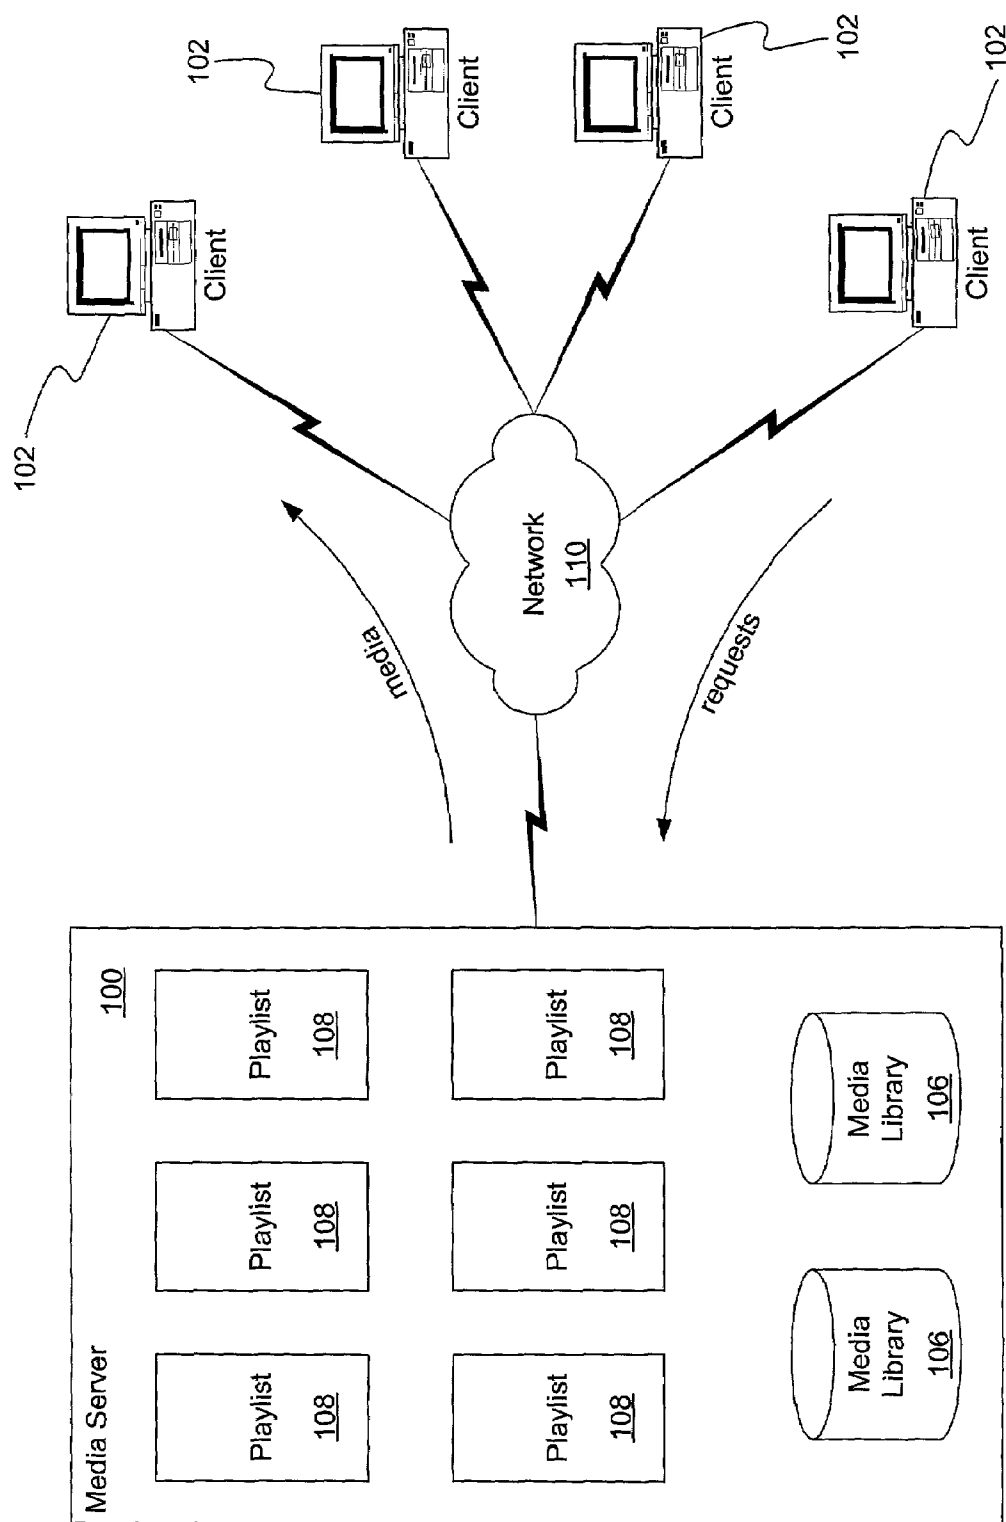 Media Server
100
Playlist
108
Playlist
108
Playlist
108
Playlist
108
Playlist
108
Playlist
108
Media
Library
106
Media
Library
106
media
requests
Network
110
102
Client
102
Client
102
Client
102
Client